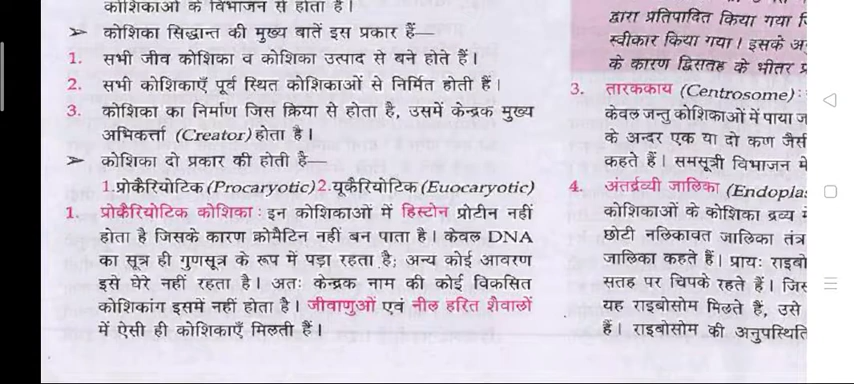 कोशिकाओं के विभाजन से होता है।
➢ कोशिका सिद्धान्त की मुख्य बातें इस प्रकार हैं—
1. सभी जीव कोशिका व कोशिका उत्पाद से बने होते हैं।
2. सभी कोशिकाएँ पूर्व स्थित कोशिकाओं से निर्मित होती हैं।
3. कोशिका का निर्माण जिस क्रिया से होता है, उसमें केन्द्रक मुख्य
अभिकर्त्ता (Creator) होता है।
➢ कोशिका दो प्रकार की होती है—
1.प्रोकैरियोटिक (Procaryotic) 2.यूकैरियोटिक (Euocaryotic)
1. प्रोकैरियोटिक कोशिका : इन कोशिकाओं में हिस्टोन प्रोटीन नहीं
होता है जिसके कारण क्रोमैटिन नहीं बन पाता है। केवल DNA
का सूत्र ही गुणसूत्र के रूप में पड़ा रहता है; अन्य कोई आवरण
इसे घेरे नहीं रहता है। अतः केन्द्रक नाम की कोई विकसित
कोशिकांग इसमें नहीं होता है। जीवाणुओं एवं नील हरित शैवालों
में ऐसी ही कोशिकाएँ मिलती हैं।
द्वारा प्रतिपादित किया गया
स्वीकार किया गया। इसके
के कारण द्विसतह के भीतर
3. तारककाय (Centrosome) :
केवल जन्तु कोशिकाओं में पाया
के अन्दर एक या दो कण जैसी
कहते हैं। समसूत्री विभाजन में
4. अंतर्द्रव्यी जालिका (Endoplas
कोशिकाओं के कोशिका द्रव्य में
छोटी नलिकावत जालिका तंत्र
जालिका कहते हैं। प्रायः राइबो
सतह पर चिपके रहते हैं। जिस
यह राइबोसोम मिलते हैं, उसे
हैं। राइबोसोम की अनुपस्थिति